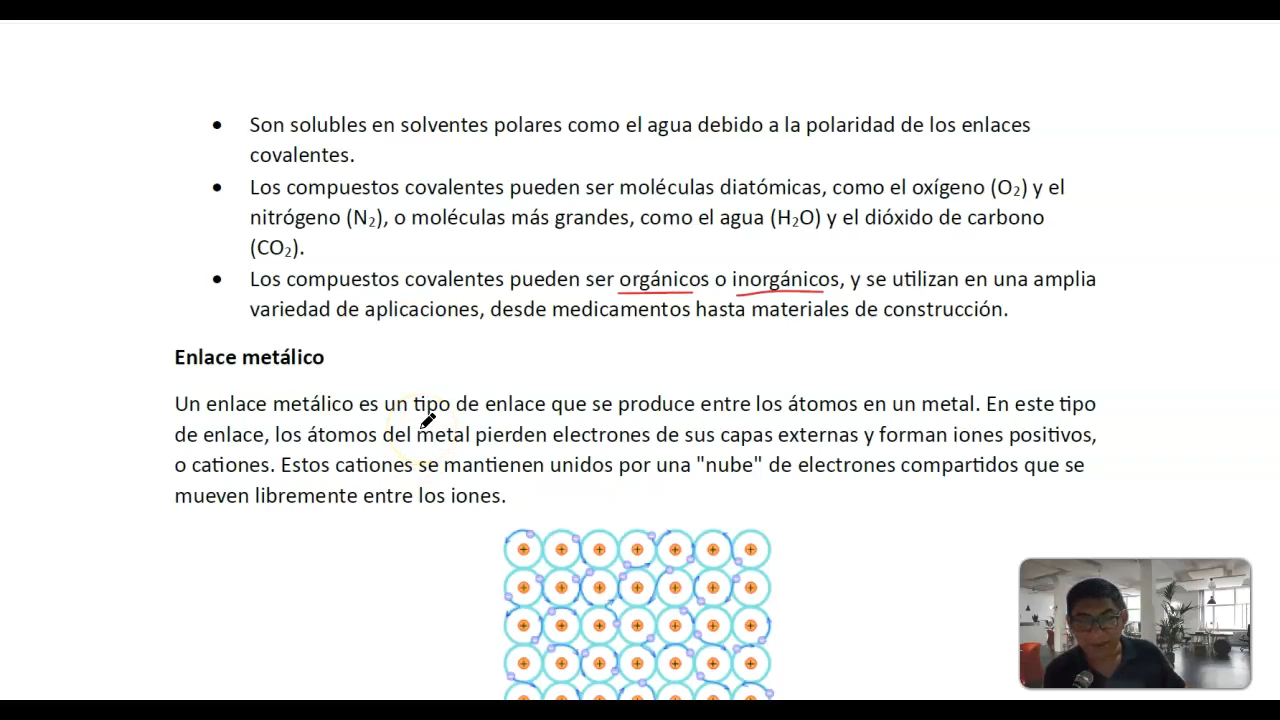 • Son solubles en solventes polares como el agua debido a la polaridad de los enlaces
covalentes.
• Los compuestos covalentes pueden ser moléculas diatómicas, como el oxígeno (O₂) y el
nitrógeno (N₂), o moléculas más grandes, como el agua (H₂O) y el dióxido de carbono
(CO₂).
• Los compuestos covalentes pueden ser orgánicos o inorgánicos, y se utilizan en una amplia
variedad de aplicaciones, desde medicamentos hasta materiales de construcción.
Enlace metálico
Un enlace metálico es un tipo de enlace que se produce entre los átomos en un metal. En este tipo
de enlace, los átomos del metal pierden electrones de sus capas externas y forman iones positivos,
o cationes. Estos cationes se mantienen unidos por una "nube" de electrones compartidos que se
mueven libremente entre los iones.
+ + + + + + +
+ + + + + + +
+ + + + + + +
+ + + + + + +